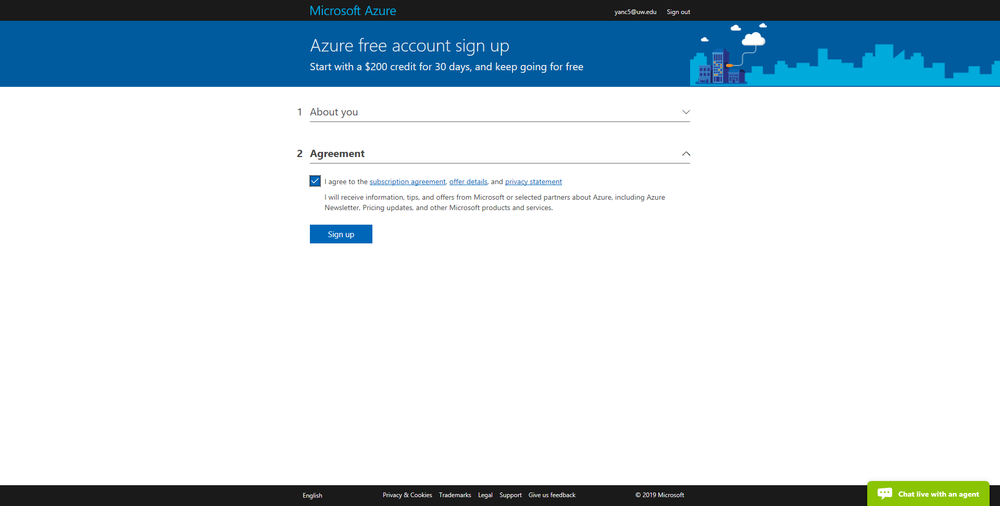 Microsoft Azure
yanc5@uw.edu Sign out
Azure free account sign up
Start with a $200 credit for 30 days, and keep going for free
1 About you
2 Agreement
I agree to the subscription agreement, offer details, and privacy statement
I will receive information, tips, and offers from Microsoft or selected partners about Azure, including Azure
Newsletter, Pricing updates, and other Microsoft products and services.
Sign up
English Privacy & Cookies Trademarks Legal Support Give us feedback © 2019 Microsoft
Chat live with an agent